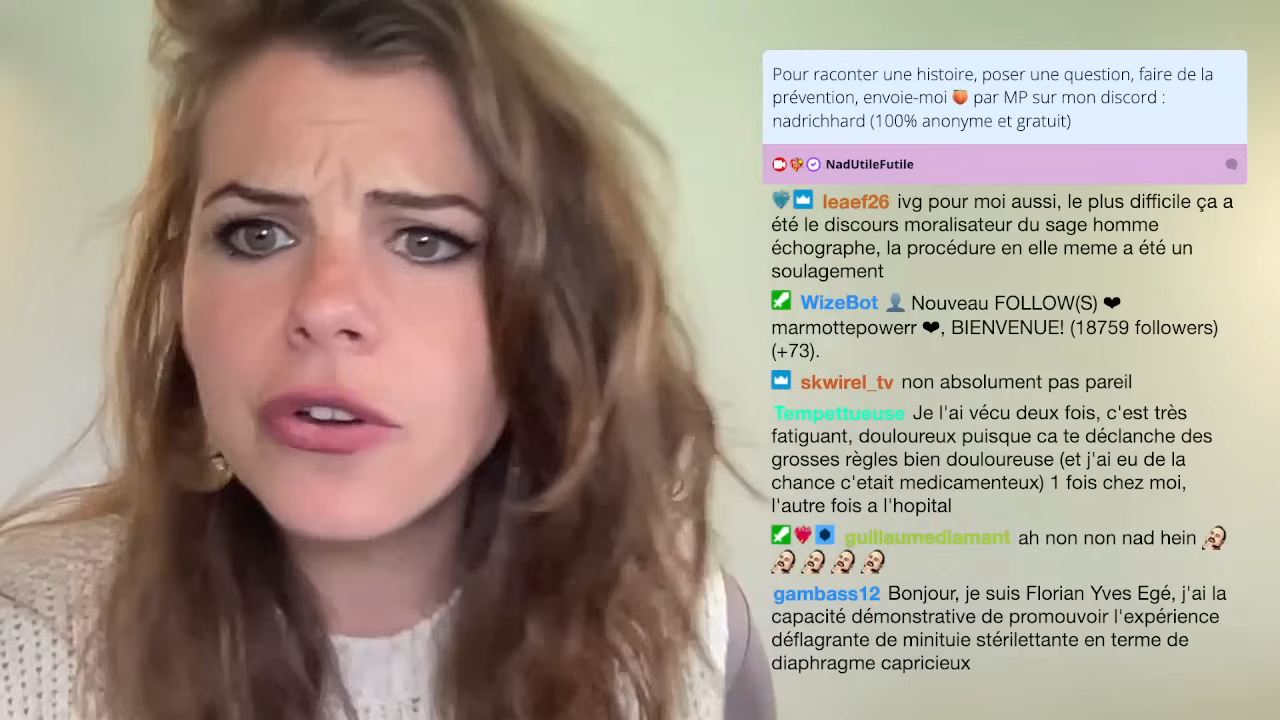 Pour raconter une histoire, poser une question, faire de la
prévention, envoie-moi 🍑 par MP sur mon discord :
nadrichhard (100% anonyme et gratuit)
NadUtileFutile
leaef26 ivg pour moi aussi, le plus difficile ça a
été le discours moralisateur du sage homme
échographe, la procédure en elle meme a été un
soulagement
WizeBot 👤 Nouveau FOLLOW(S) ❤
marmottepowerr ❤, BIENVENUE! (18759 followers)
(+73).
skwirel_tv non absolument pas pareil
Tempettueuse Je l'ai vécu deux fois, c'est très
fatiguant, douloureux puisque ca te déclanche des
grosses règles bien douloureuse (et j'ai eu de la
chance c'etait medicamenteux) 1 fois chez moi,
l'autre fois a l'hopital
guillaumediamant ah non non nad hein
gambass12 Bonjour, je suis Florian Yves Egé, j'ai la
capacité démonstrative de promouvoir l'expérience
déflagrante de minituie stérilettante en terme de
diaphragme capricieux